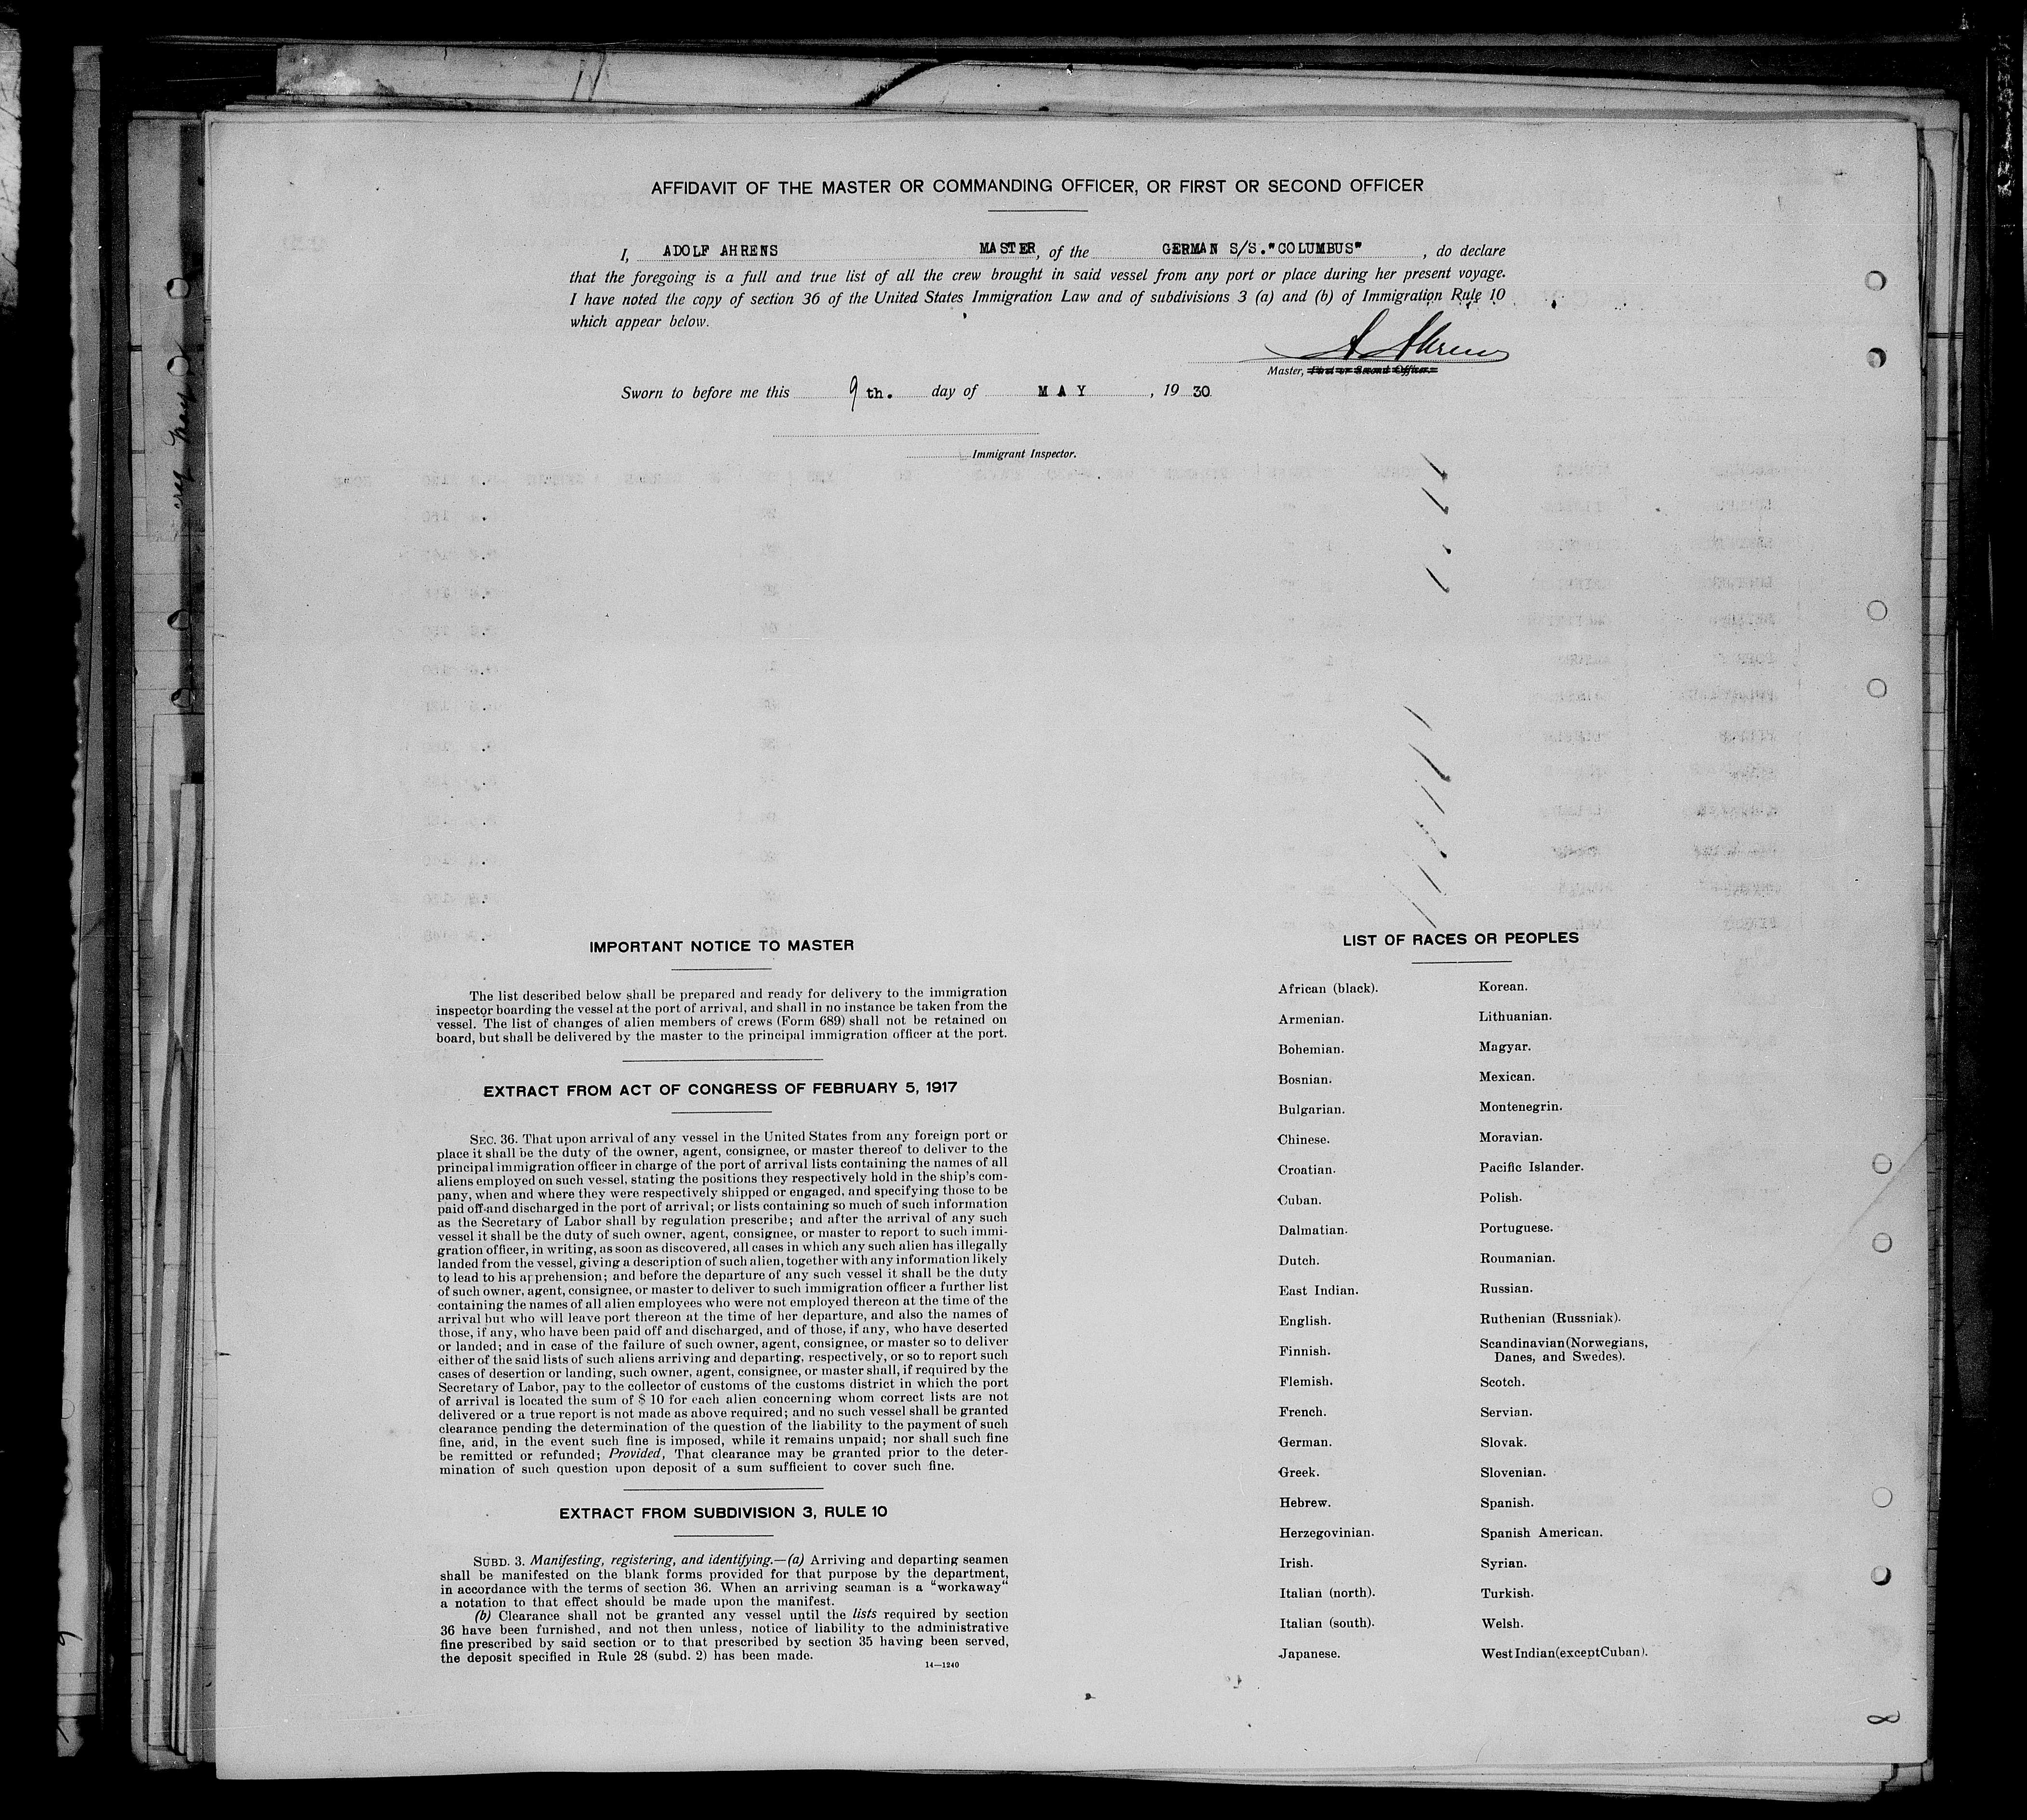 AFFIDAVIT OF THE MASTER OR COMMANDING OFFICER, OR FIRST OR SECOND OFFICER
I, ADOLF AHRENS MASTER, of the GERMAN S/S."COLUMBUS", do declare
that the foregoing is a full and true list of all the crew brought in said vessel from any port or place during her present voyage.
I have noted the copy of section 36 of the United States Immigration Law and of subdivisions 3 (a) and (b) of Immigration Rule 10
which appear below.
A Ahrens
Master, First or Second Officer.
Sworn to before me this 9 th. day of MAY, 19 30
Immigrant Inspector.
IMPORTANT NOTICE TO MASTER
The list described below shall be prepared and ready for delivery to the immigration
inspector boarding the vessel at the port of arrival, and shall in no instance be taken from the
vessel. The list of changes of alien members of crews (Form 689) shall not be retained on
board, but shall be delivered by the master to the principal immigration officer at the port.
EXTRACT FROM ACT OF CONGRESS OF FEBRUARY 5, 1917
SEC. 36. That upon arrival of any vessel in the United States from any foreign port or
place it shall be the duty of the owner, agent, consignee, or master thereof to deliver to the
principal immigration officer in charge of the port of arrival lists containing the names of all
aliens employed on such vessel, stating the positions they respectively hold in the ship's com-
pany, when and where they were respectively shipped or engaged, and specifying those to be
paid off and discharged in the port of arrival; or lists containing so much of such information
as the Secretary of Labor shall by regulation prescribe; and after the arrival of any such
vessel it shall be the duty of such owner, agent, consignee, or master to report to such immi-
gration officer, in writing, as soon as discovered, all cases in which any such alien has illegally
landed from the vessel, giving a description of such alien, together with any information likely
to lead to his apprehension; and before the departure of any such vessel it shall be the duty
of such owner, agent, consignee, or master to deliver to such immigration officer a further list
containing the names of all alien employees who were not employed thereon at the time of the
arrival but who will leave port thereon at the time of her departure, and also the names of
those, if any, who have been paid off and discharged, and of those, if any, who have deserted
or landed; and in case of the failure of such owner, agent, consignee, or master so to deliver
either of the said lists of such aliens arriving and departing, respectively, or so to report such
cases of desertion or landing, such owner, agent, consignee, or master shall, if required by the
Secretary of Labor, pay to the collector of customs of the customs district in which the port
of arrival is located the sum of $ 10 for each alien concerning whom correct lists are not
delivered or a true report is not made as above required; and no such vessel shall be granted
clearance pending the determination of the question of the liability to the payment of such
fine, and, in the event such fine is imposed, while it remains unpaid; nor shall such fine
be remitted or refunded; Provided, That clearance may be granted prior to the deter-
mination of such question upon deposit of a sum sufficient to cover such fine.
EXTRACT FROM SUBDIVISION 3, RULE 10
SUBD. 3. Manifesting, registering, and identifying.—(a) Arriving and departing seamen
shall be manifested on the blank forms provided for that purpose by the department,
in accordance with the terms of section 36. When an arriving seaman is a "workaway"
a notation to that effect should be made upon the manifest.
(b) Clearance shall not be granted any vessel until the lists required by section
36 have been furnished, and not then unless, notice of liability to the administrative
fine prescribed by said section or to that prescribed by section 35 having been served,
the deposit specified in Rule 28 (subd. 2) has been made.
14—1240
LIST OF RACES OR PEOPLES
African (black).
Armenian.
Bohemian.
Bosnian.
Bulgarian.
Chinese.
Croatian.
Cuban.
Dalmatian.
Dutch.
East Indian.
English.
Finnish.
Flemish.
French.
German.
Greek.
Hebrew.
Herzegovinian.
Irish.
Italian (north).
Italian (south).
Japanese.
Korean.
Lithuanian.
Magyar.
Mexican.
Montenegrin.
Moravian.
Pacific Islander.
Polish.
Portuguese.
Roumanian.
Russian.
Ruthenian (Russniak).
Scandinavian (Norwegians,
Danes, and Swedes).
Scotch.
Servian.
Slovak.
Slovenian.
Spanish.
Spanish American.
Syrian.
Turkish.
Welsh.
West Indian (except Cuban).
8